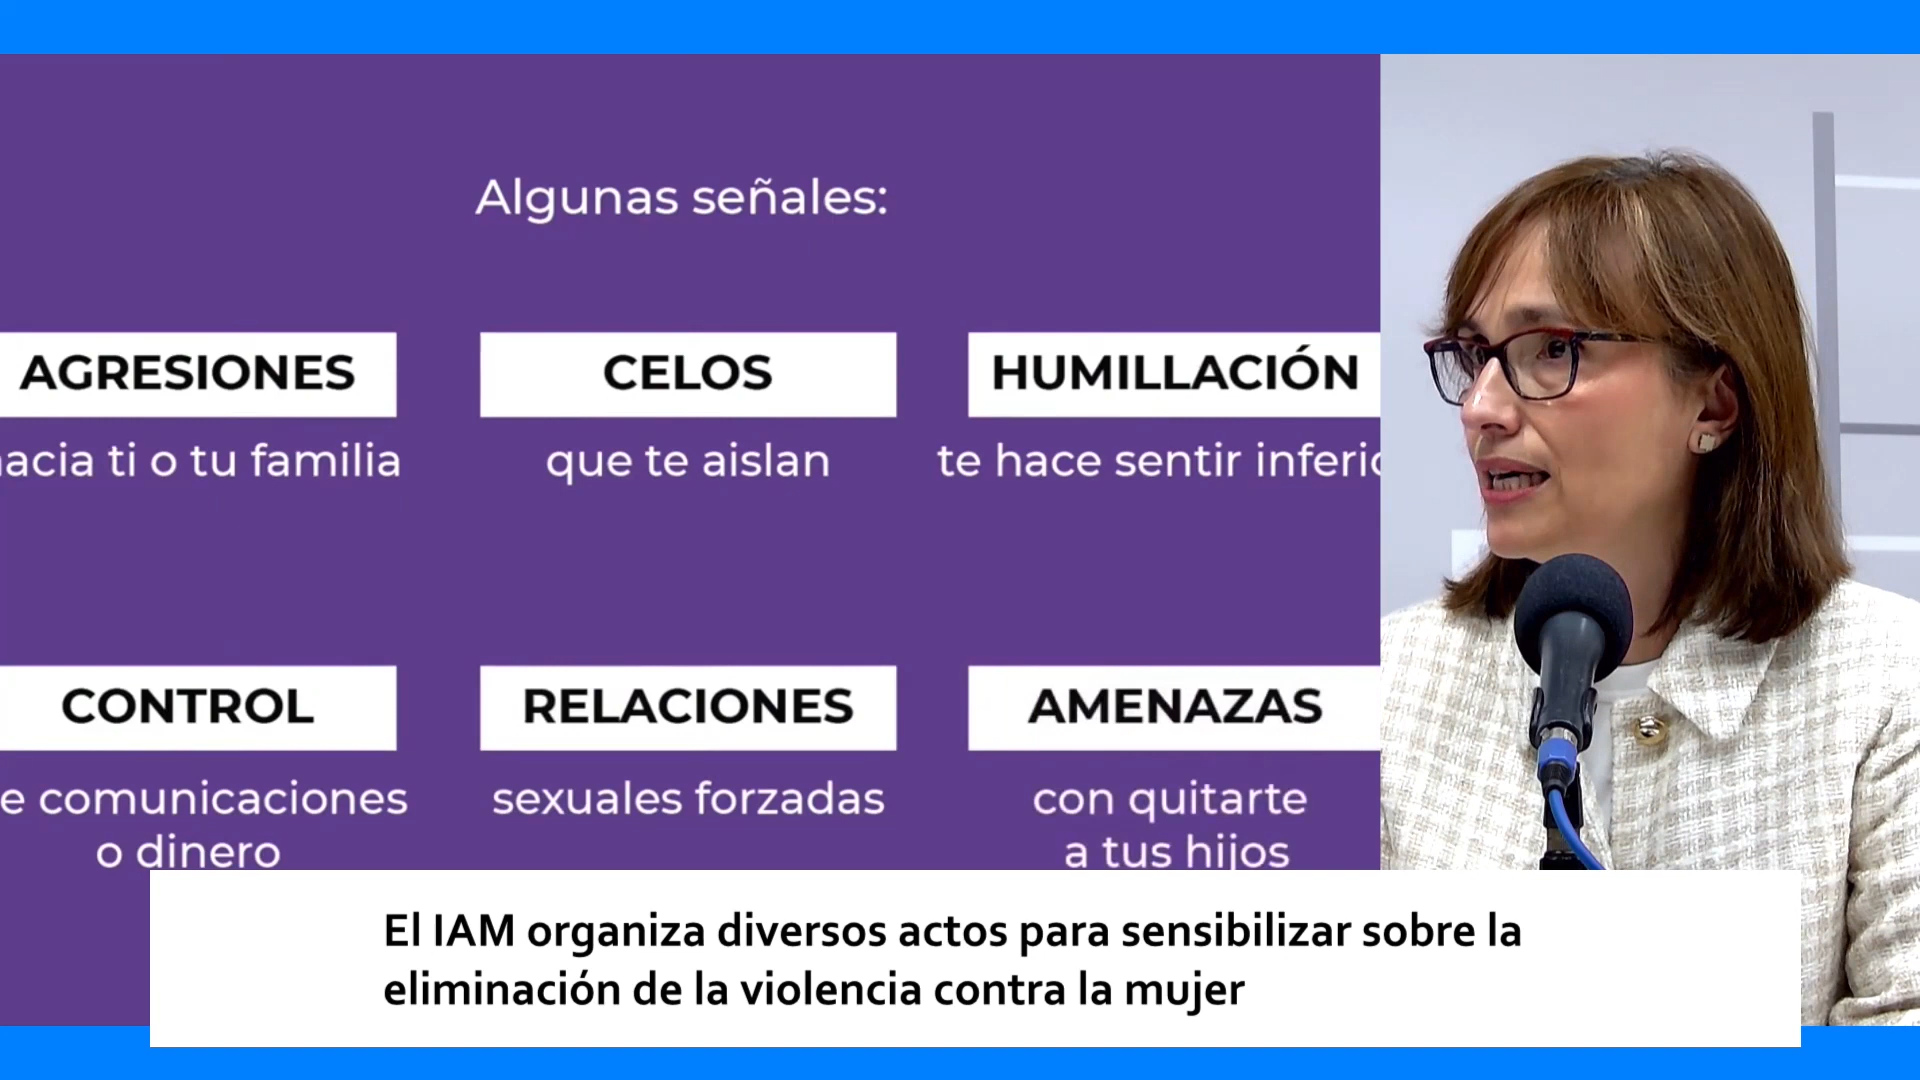 Algunas señales:
AGRESIONES
CELOS
HUMILLACIÓN
ti o tu familia
que te aislan
te hace sentir
CONTROL
RELACIONES
AMENAZAS
comunicaciones
sexuales forzadas
con quitarte
o dinero
a tus hijos
El IAM organiza diversos actos para sensibilizar sobre la
eliminación de la violencia contra la mujer